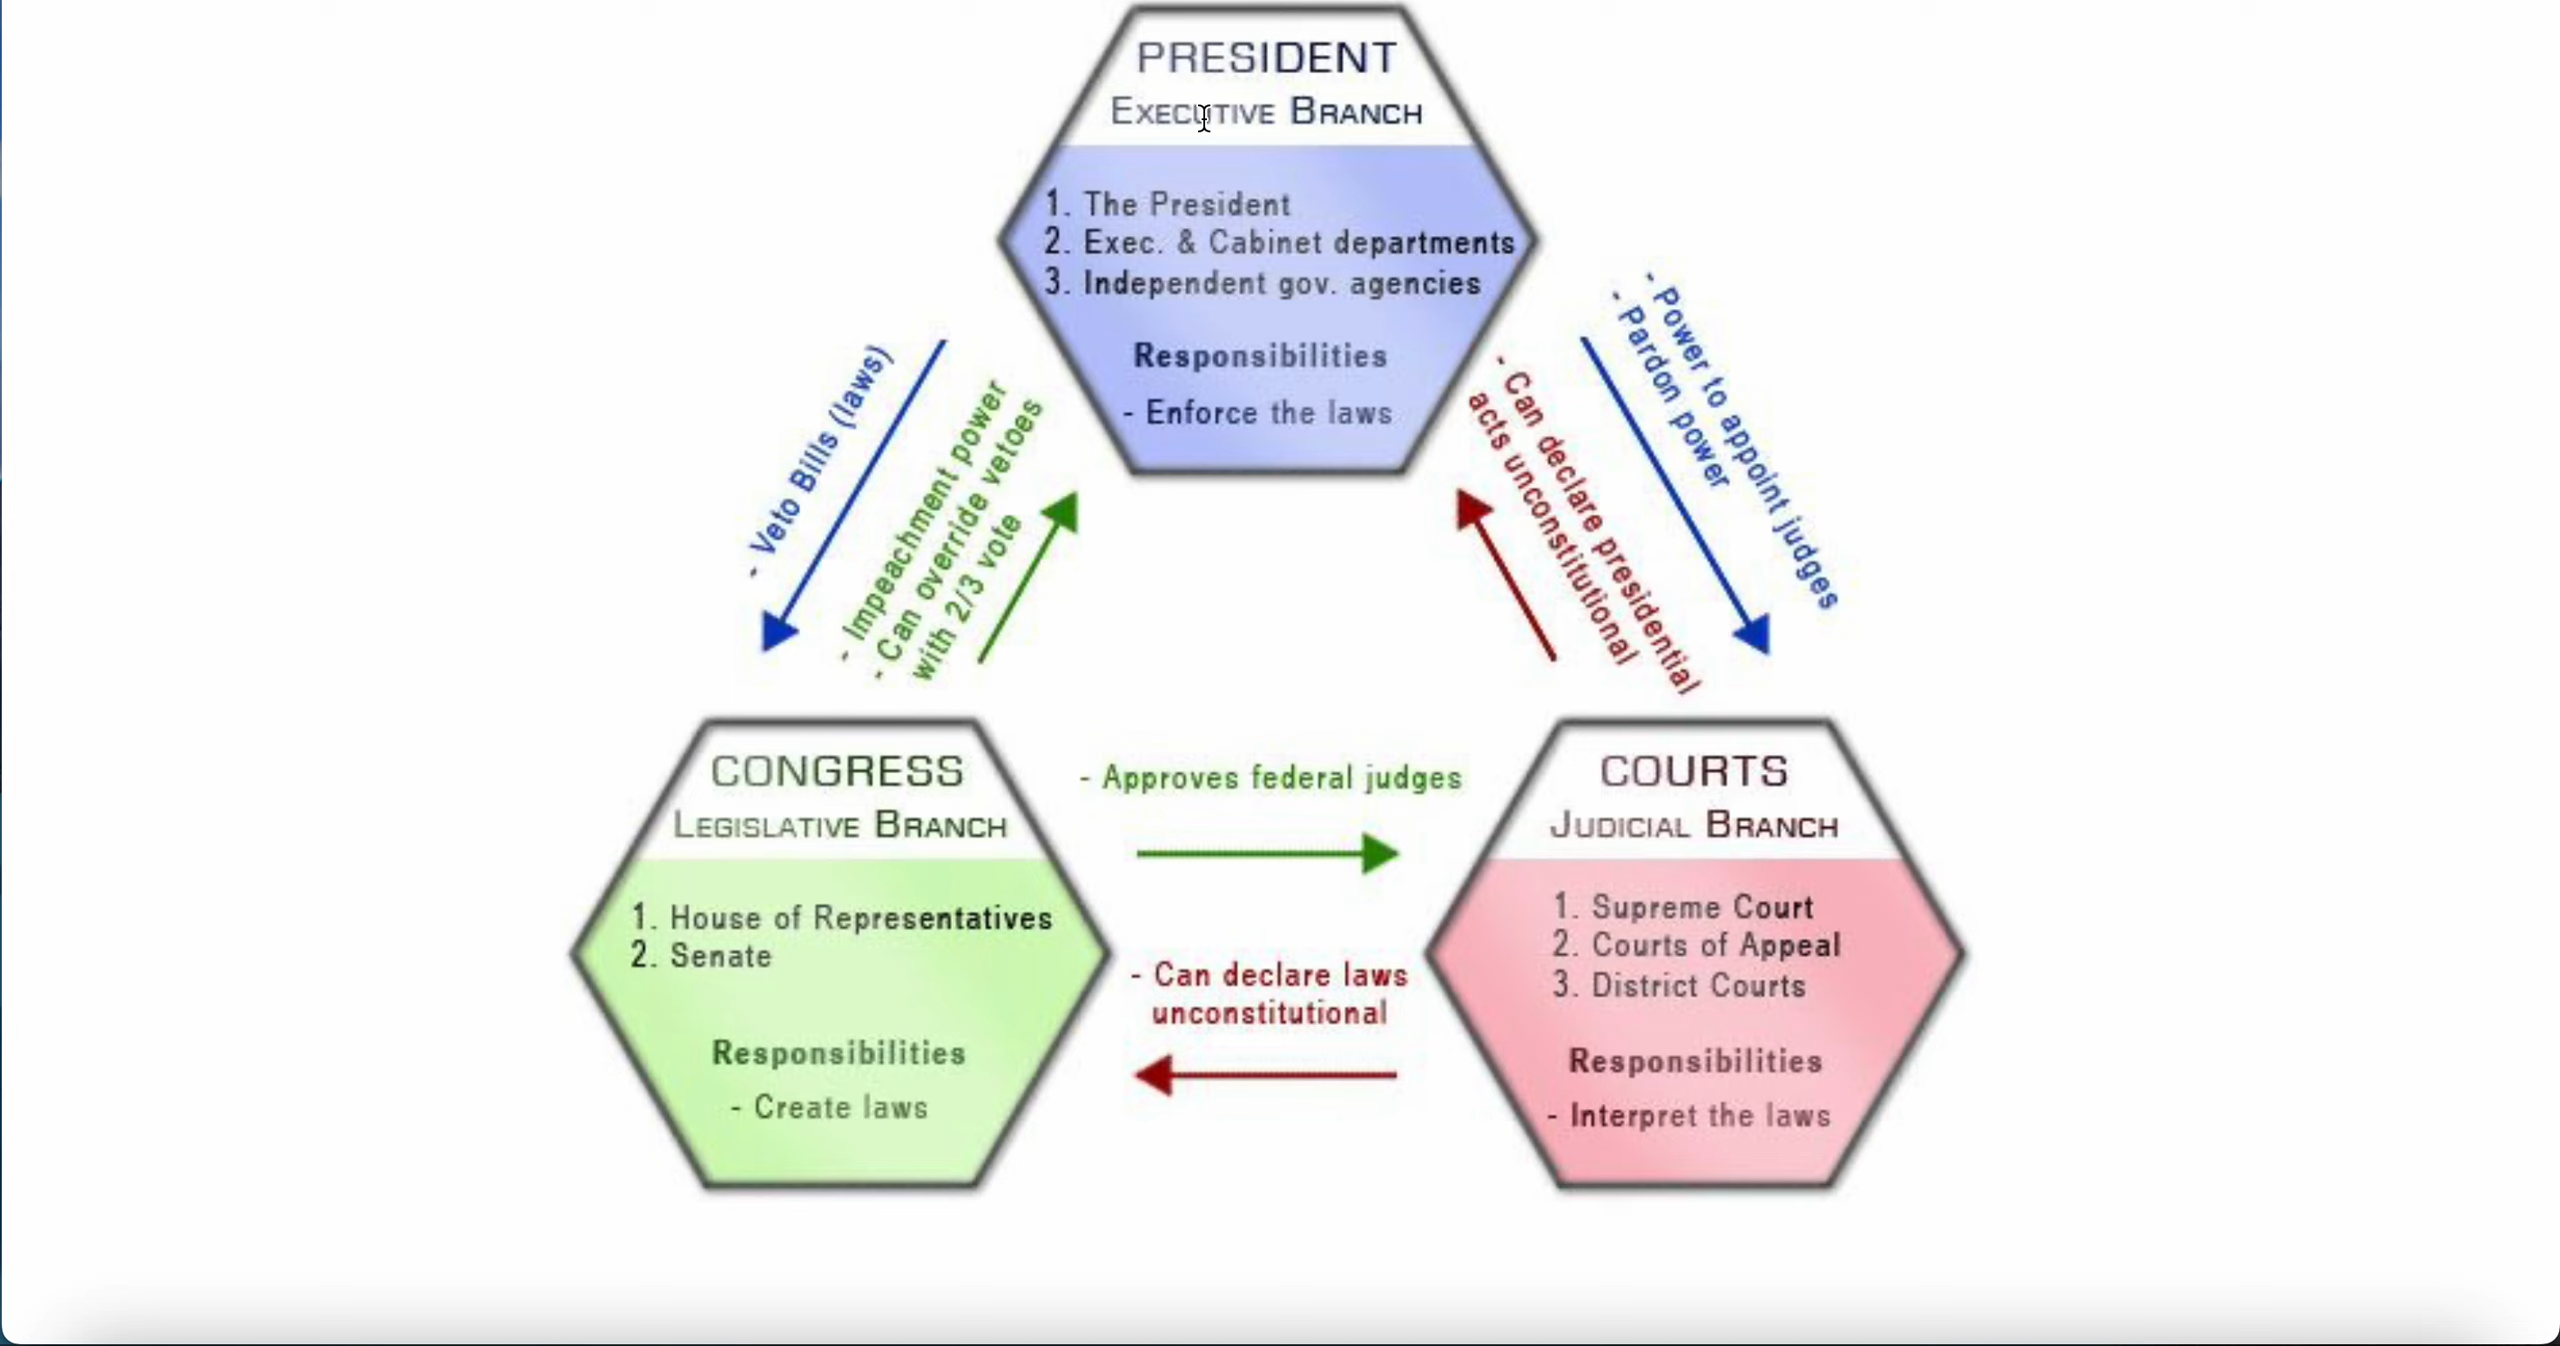 PRESIDENT
EXECUTIVE BRANCH
1. The President
2. Exec. & Cabinet departments
3. Independent gov. agencies
Responsibilities
- Enforce the laws
- Veto Bills (laws)
- Impeachment power
- Can override vetoes
with 2/3 vote
- Can declare presidential
acts unconstitutional
- Power to appoint judges
- Pardon power
CONGRESS
LEGISLATIVE BRANCH
1. House of Representatives
2. Senate
Responsibilities
- Create laws
- Approves federal judges
- Can declare laws
unconstitutional
COURTS
JUDICIAL BRANCH
1. Supreme Court
2. Courts of Appeal
3. District Courts
Responsibilities
- Interpret the laws